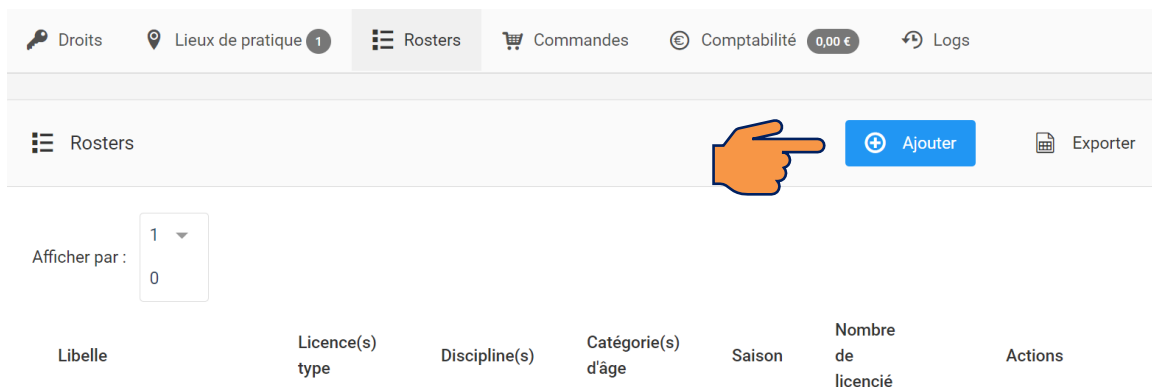 Droits Lieux de pratique 1 Rosters Commandes Comptabilité 0,00 € Logs
Rosters Ajouter Exporter
Afficher par :
1
0
Libelle Licence(s) type Discipline(s) Catégorie(s) d'âge Saison Nombre de licencié Actions